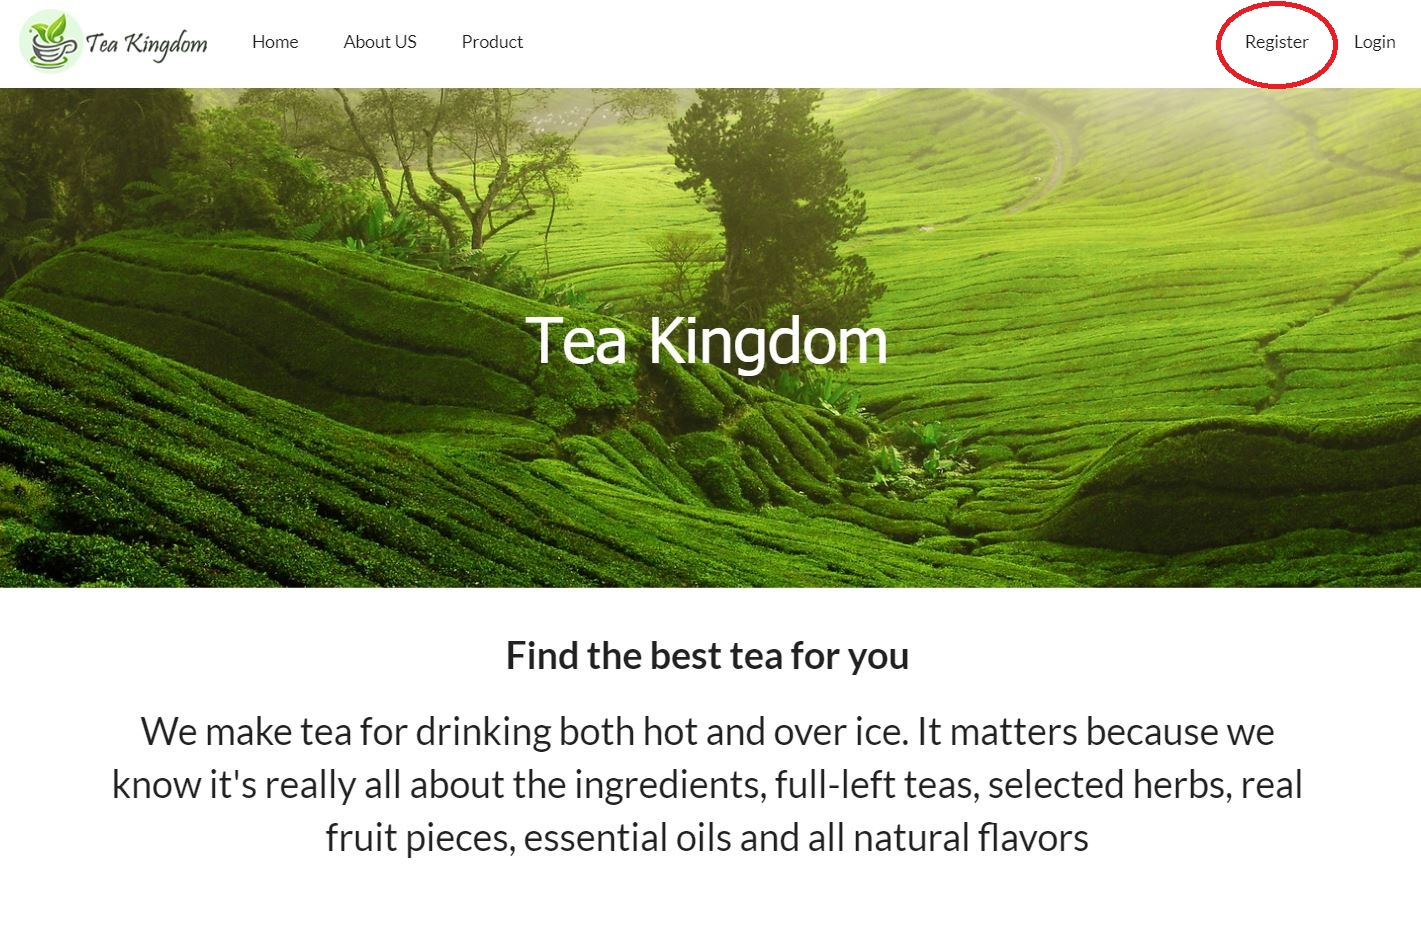 Tea Kingdom
Home
About US
Product
Register
Login
Tea Kingdom
Find the best tea for you
We make tea for drinking both hot and over ice. It matters because we
know it's really all about the ingredients, full-left teas, selected herbs, real
fruit pieces, essential oils and all natural flavors